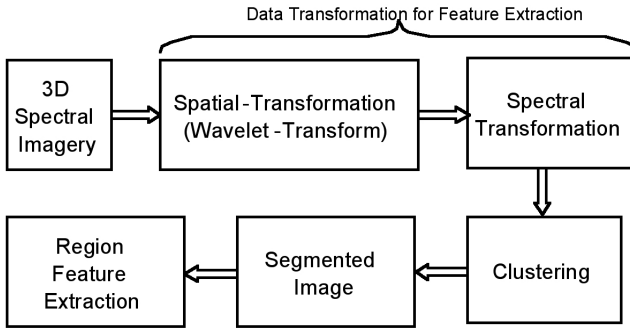 Data Transformation for Feature Extraction
3D
Spectral
Imagery
Spatial-Transformation
(Wavelet-Transform)
Spectral
Transformation
Region
Feature
Extraction
Segmented
Image
Clustering